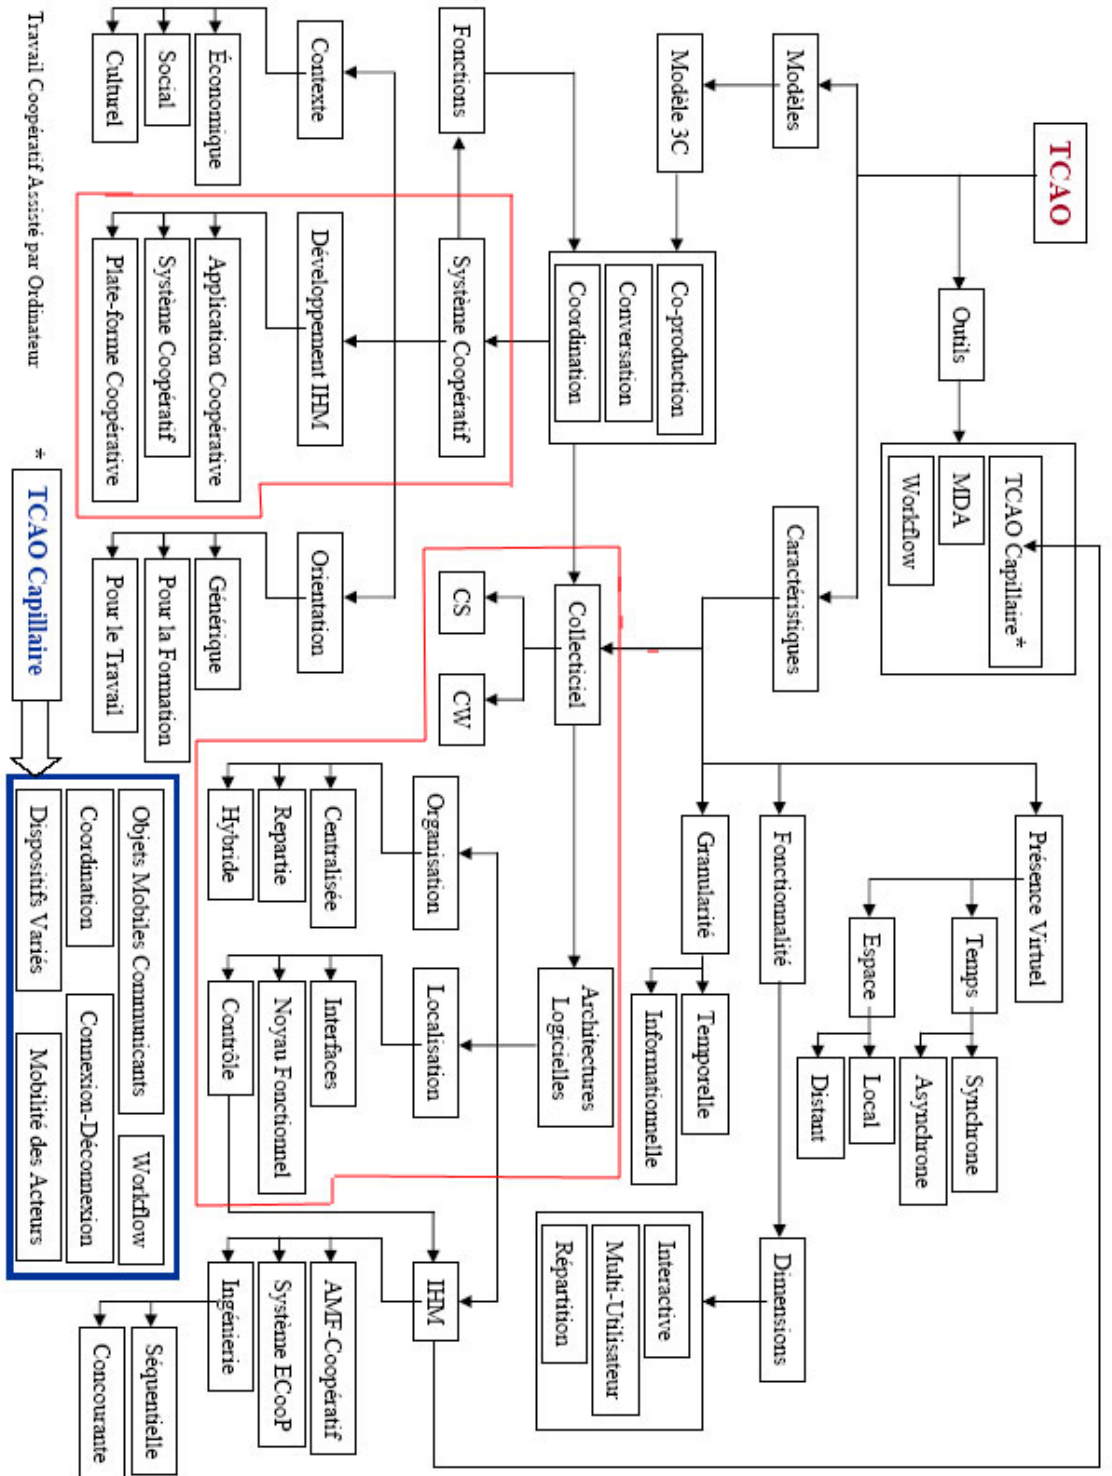 TCAO
Modèles
Outils
Modèle 3C
TCAO Capillaire*
MDA
Workflow
Caractéristiques
Fonctions
Co-production
Conversation
Coordination
Présence Virtuel
Temps
Synchrone
Asynchrone
Espace
Local
Distant
Fonctionnalité
Dimensions
Granularité
Temporelle
Informationnelle
Interactive
Multi-Utilisateur
Répartition
Système Coopératif
Collecticiel
CS
CW
Architectures
Logicielles
Contexte
Économique
Social
Culturel
Développement IHM
Application Coopérative
Système Coopératif
Plate-forme Coopérative
Orientation
Générique
Pour la Formation
Pour le Travail
Organisation
Centralisée
Repartie
Hybride
Localisation
Interfaces
Noyau Fonctionnel
Contrôle
IHM
AMF-Coopératif
Système ECooP
Ingénierie
Séquentielle
Concourante
Travail Coopératif Assisté par Ordinateur
* TCAO Capillaire
Objets Mobiles Communicants
Workflow
Coordination
Connexion-Déconnexion
Dispositifs Variés
Mobilité des Acteurs